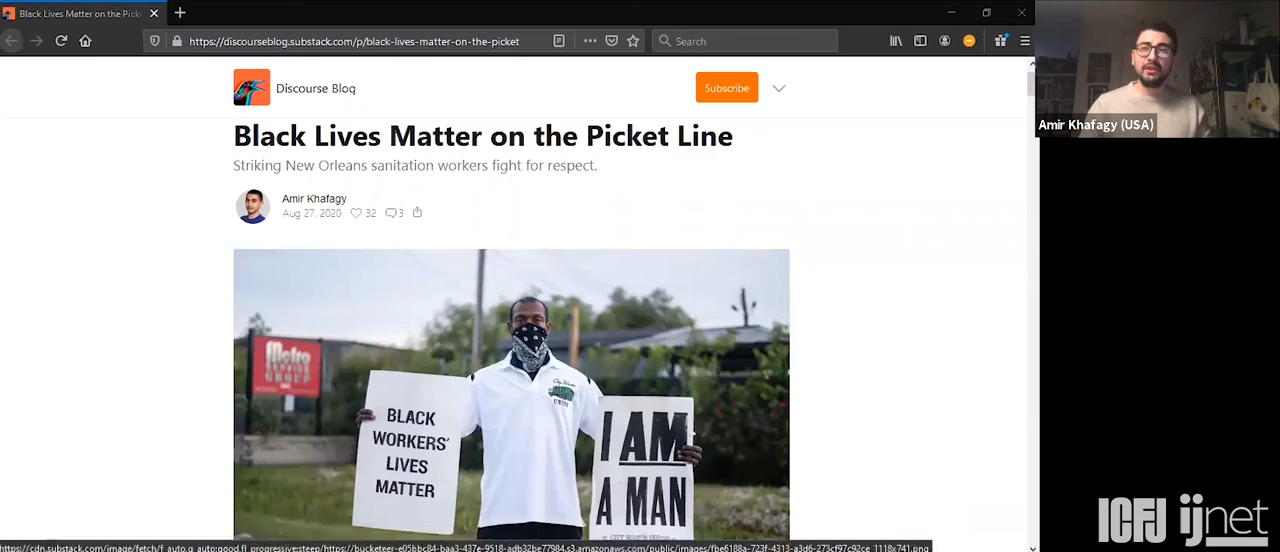 Black Lives Matter on the Pick
https://discourseblog.substack.com/p/black-lives-matter-on-the-picket
Search
Discourse Blog
Subscribe
Black Lives Matter on the Picket Line
Striking New Orleans sanitation workers fight for respect.
Amir Khafagy
Aug 27, 2020
32
3
Metro
BLACK
WORKERS'
LIVES
MATTER
I AM
A MAN
Amir Khafagy (USA)
ICFJ ijnet